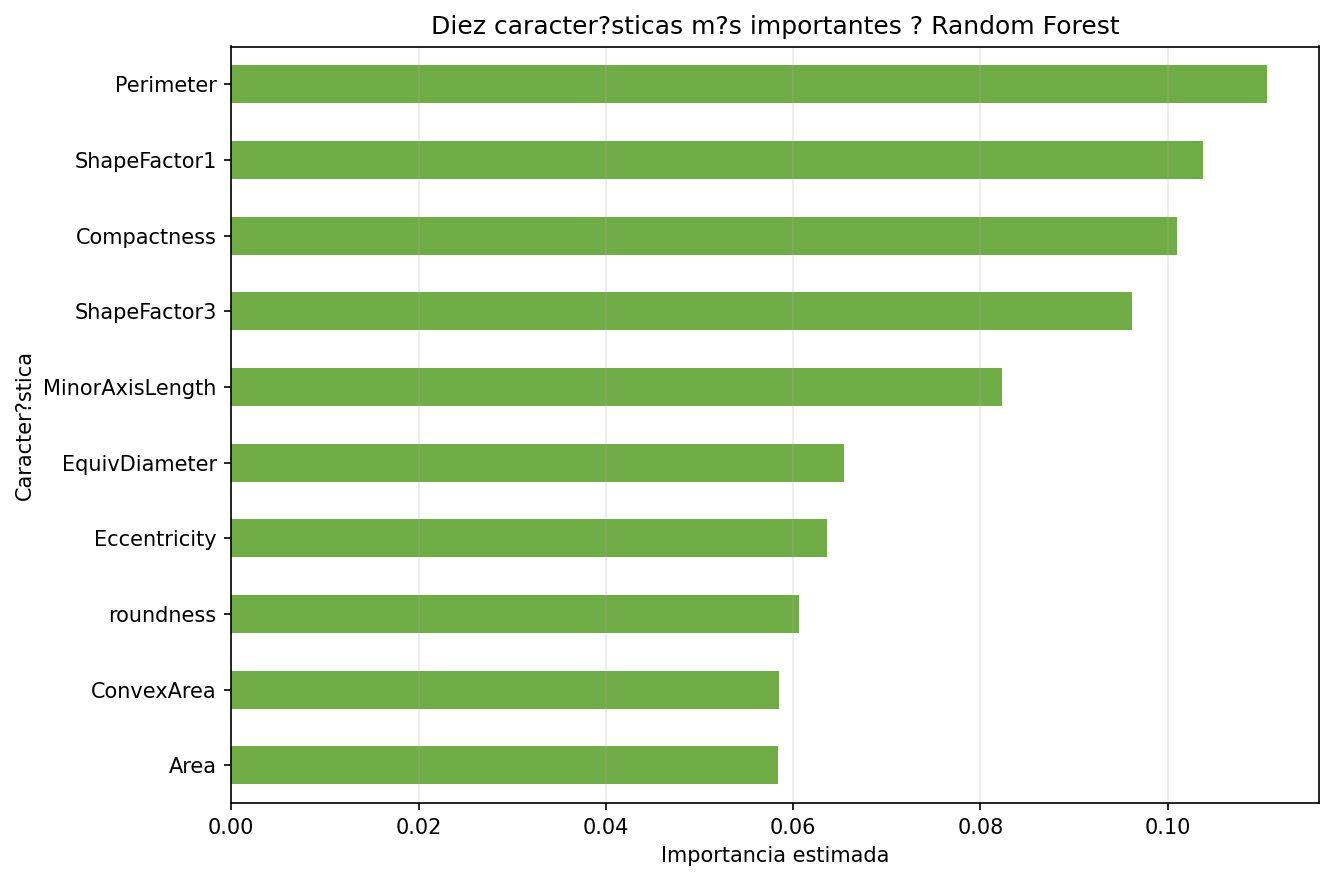 Diez caracter?sticas m?s importantes ? Random Forest
Caracter?stica
Perimeter
ShapeFactor1
Compactness
ShapeFactor3
MinorAxisLength
EquivDiameter
Eccentricity
roundness
ConvexArea
Area
0.00 0.02 0.04 0.06 0.08 0.10
Importancia estimada